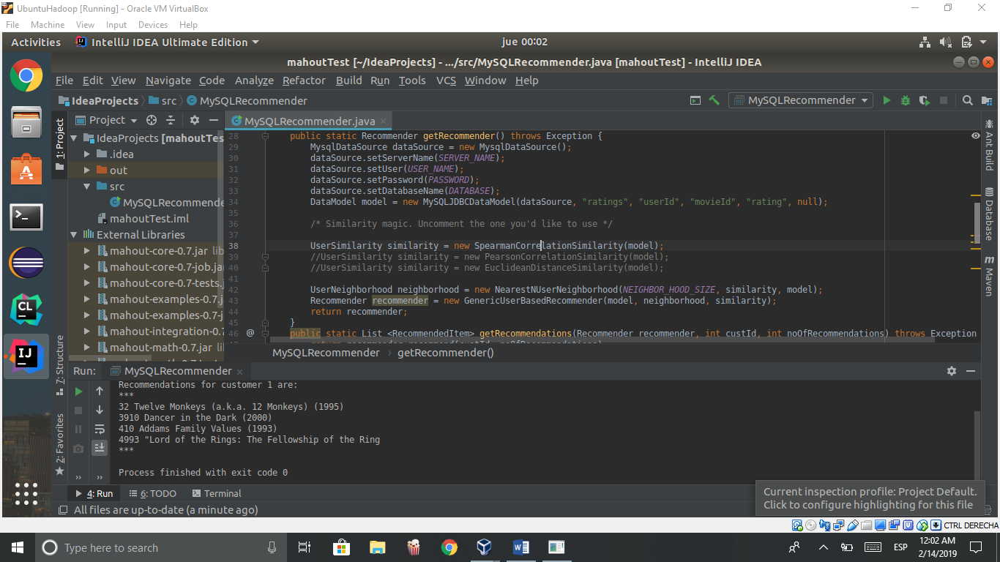 UbuntuHadoop [Running] - Oracle VM VirtualBox
File Machine View Input Devices Help
Activities IntelliJ IDEA Ultimate Edition jue 00:02
mahoutTest [~/IdeaProjects] - .../src/MySQLRecommender.java [mahoutTest] - IntelliJ IDEA
File Edit View Navigate Code Analyze Refactor Build Run Tools VCS Window Help
IdeaProjects src MySQLRecommender MySQLRecommender
Project MySQLRecommender.java
1: Project
IdeaProjects [mahoutTes
.idea
out
src
MySQLRecommende
mahoutTest.iml
External Libraries
mahout-core-0.7.jar lib
mahout-core-0.7-job.jar
mahout-core-0.7-tests.j
mahout-examples-0.7.j
mahout-examples-0.7-j
mahout-integration-0.7
mahout-math-0.7.jar li
28 public static Recommender getRecommender() throws Exception {
29 MysqlDataSource dataSource = new MysqlDataSource();
30 dataSource.setServerName(SERVER_NAME);
31 dataSource.setUser(USER_NAME);
32 dataSource.setPassword(PASSWORD);
33 dataSource.setDatabaseName(DATABASE);
34 DataModel model = new MySQLJDBCDataModel(dataSource, "ratings", "userId", "movieId", "rating", null);
35
36 /* Similarity magic. Uncomment the one you'd like to use */
37
38 UserSimilarity similarity = new SpearmanCorrelationSimilarity(model);
39 //UserSimilarity similarity = new PearsonCorrelationSimilarity(model);
40 //UserSimilarity similarity = new EuclideanDistanceSimilarity(model);
41
42 UserNeighborhood neighborhood = new NearestNUserNeighborhood(NEIGHBOR_HOOD_SIZE, similarity, model);
43 Recommender recommender = new GenericUserBasedRecommender(model, neighborhood, similarity);
44 return recommender;
45 }
46 @ public static List <RecommendedItem> getRecommendations(Recommender recommender, int custId, int noOfRecommendations) throws Exception
MySQLRecommender › getRecommender()
Ant Build
Database
m Maven
7: Structure
2: Favorites
Run: MySQLRecommender
Recommendations for customer 1 are:
***
32 Twelve Monkeys (a.k.a. 12 Monkeys) (1995)
3910 Dancer in the Dark (2000)
410 Addams Family Values (1993)
4993 "Lord of the Rings: The Fellowship of the Ring
***
Process finished with exit code 0
4: Run 6: TODO Terminal
All files are up-to-date (a minute ago)
Current inspection profile: Project Default.
Click to configure highlighting for this file
CTRL DERECHA
Type here to search
ESP 12:02 AM
2/14/2019